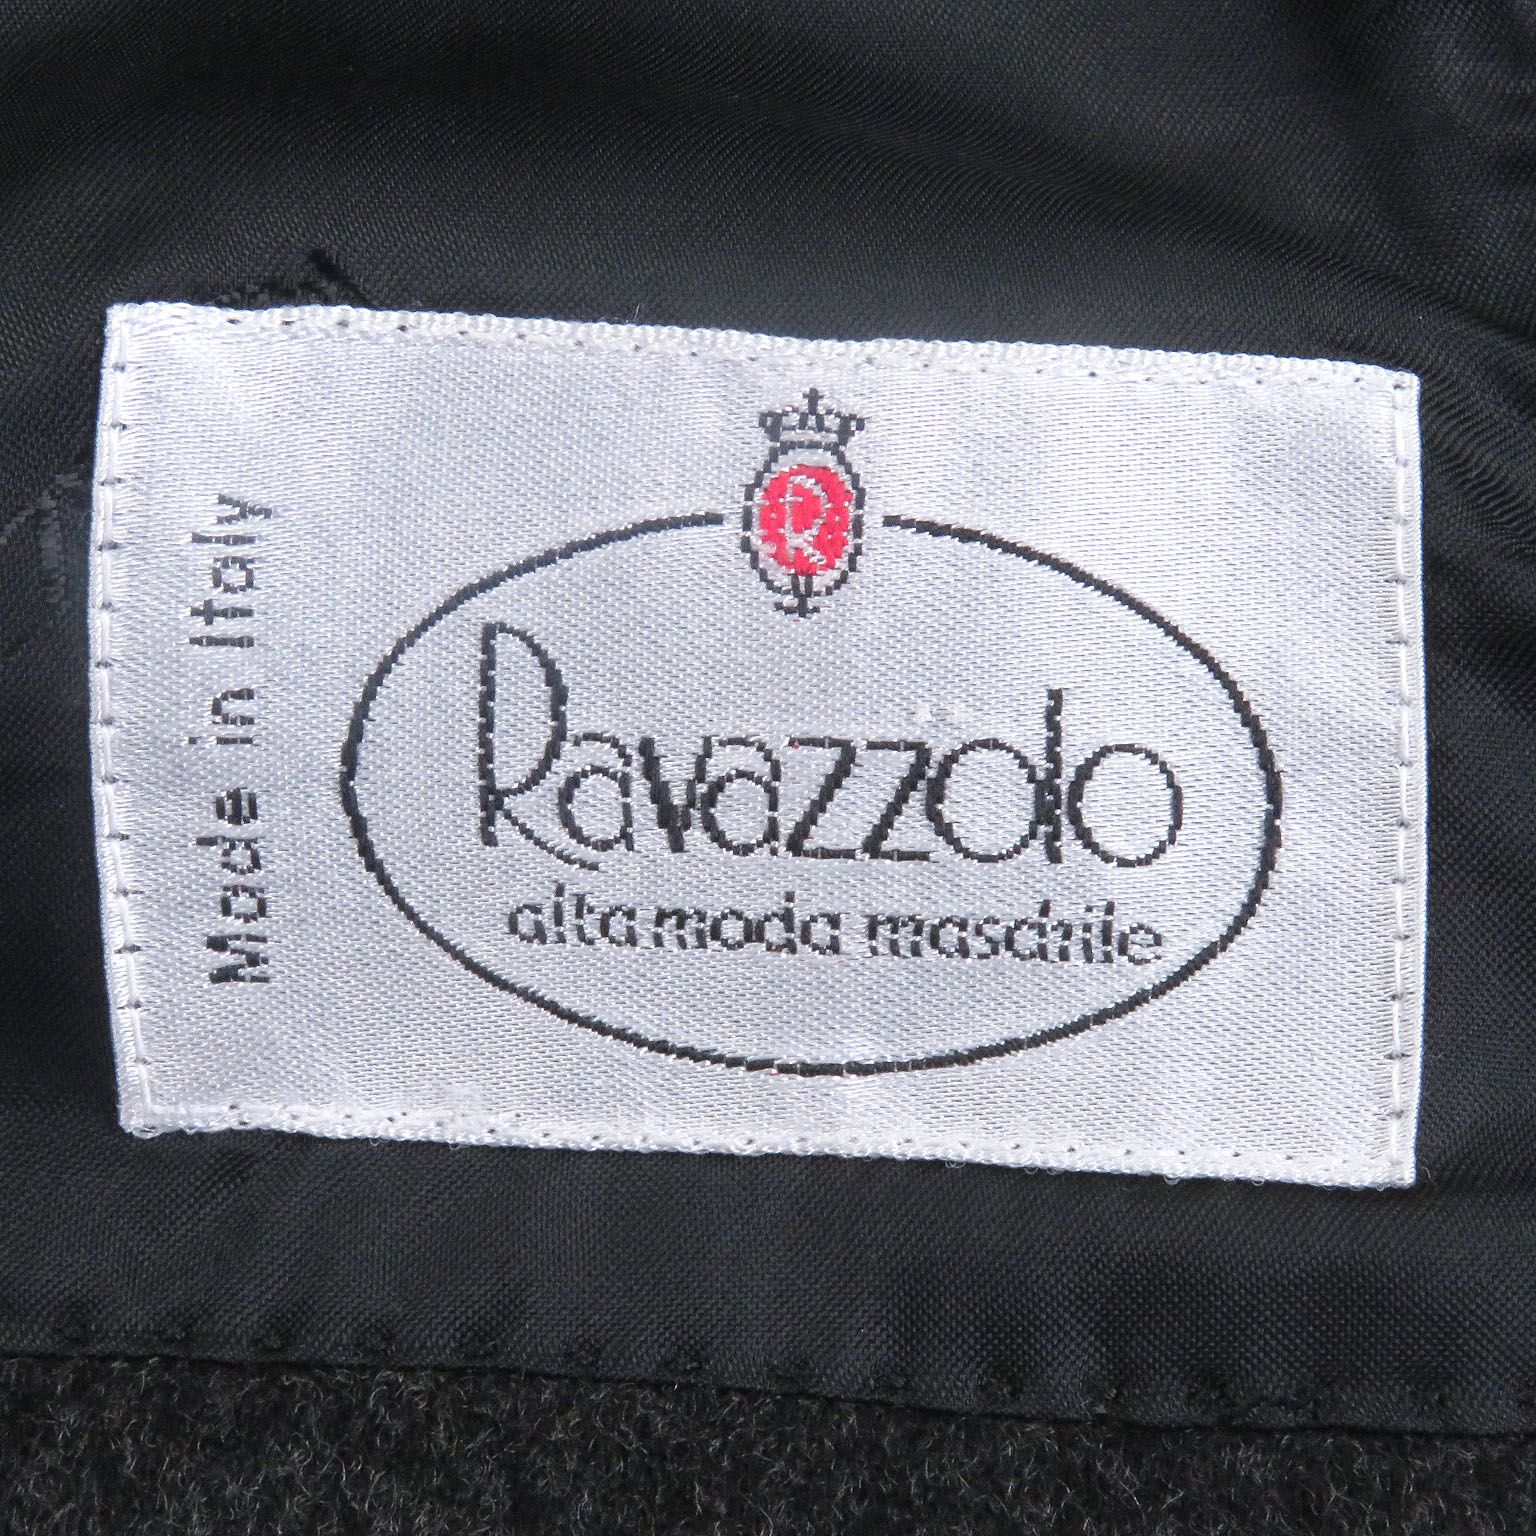 R
Ravazzolo
alta moda maschile
Made in Italy